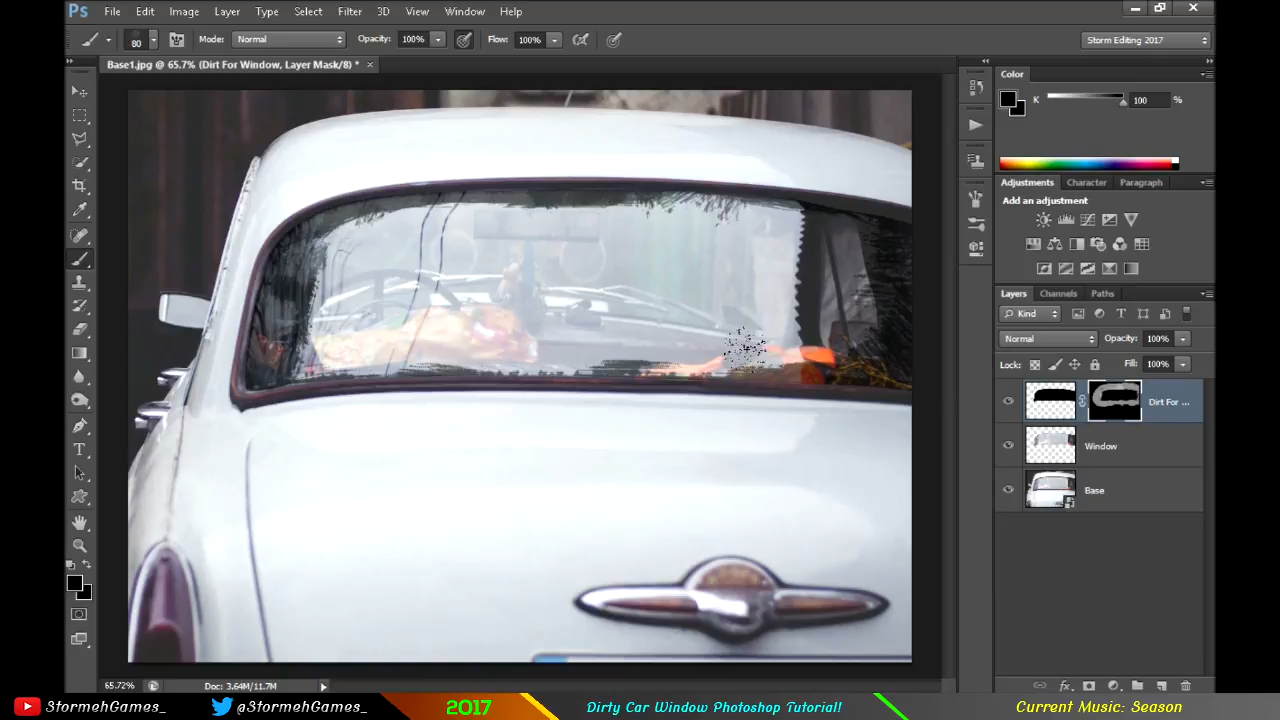 Ps File Edit Image Layer Type Select Filter 3D View Window Help
80 Mode: Normal Opacity: 100% Flow: 100% Storm Editing 2017
Base1.jpg @ 65.7% (Dirt For Window, Layer Mask/8) * ×
Color
K 100 %
Adjustments Character Paragraph
Add an adjustment
Layers Channels Paths
Kind
Normal Opacity: 100%
Lock: Fill: 100%
Dirt For ...
Window
Base
65.72% Doc: 3.64M/11.7M
StormehGames_ @StormehGames_ 2017 Dirty Car Window Photoshop Tutorial! Current Music: Season